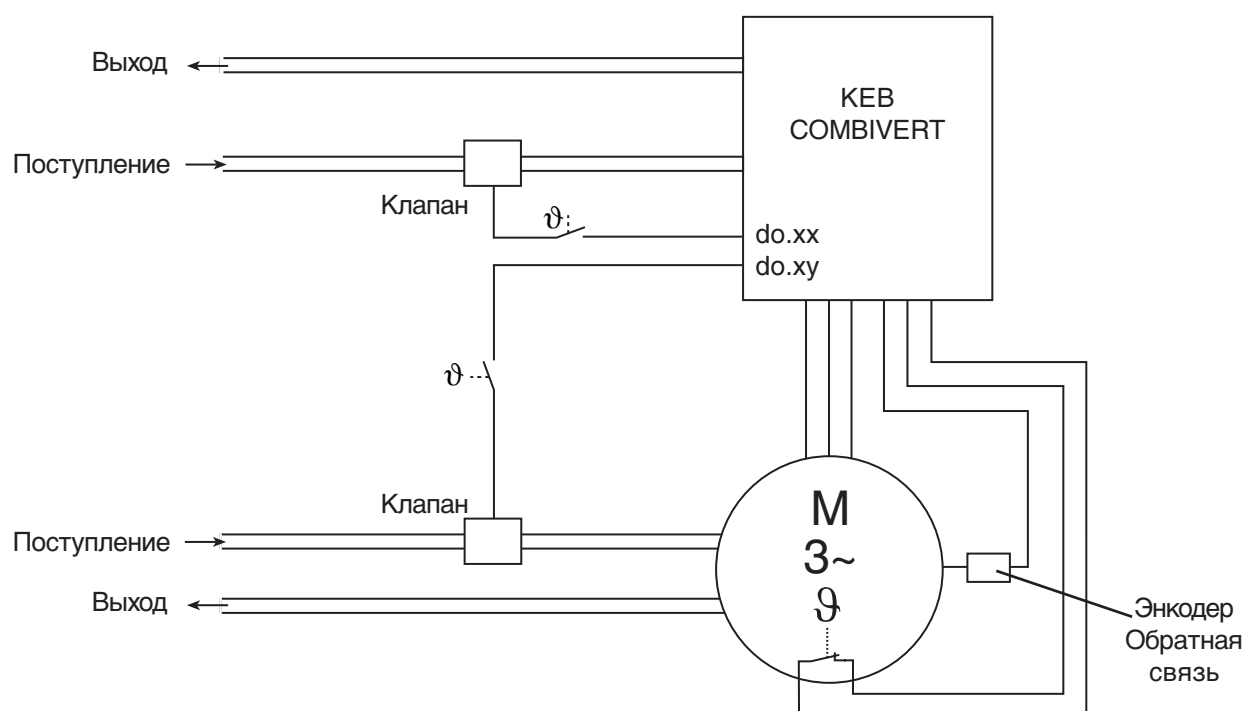 Выход
KEB
COMBIVERT
Поступление
Клапан
ϑ
do.xx
do.xy
ϑ
Клапан
M
3~
ϑ
Поступление
Выход
Энкодер
Обратная
связь